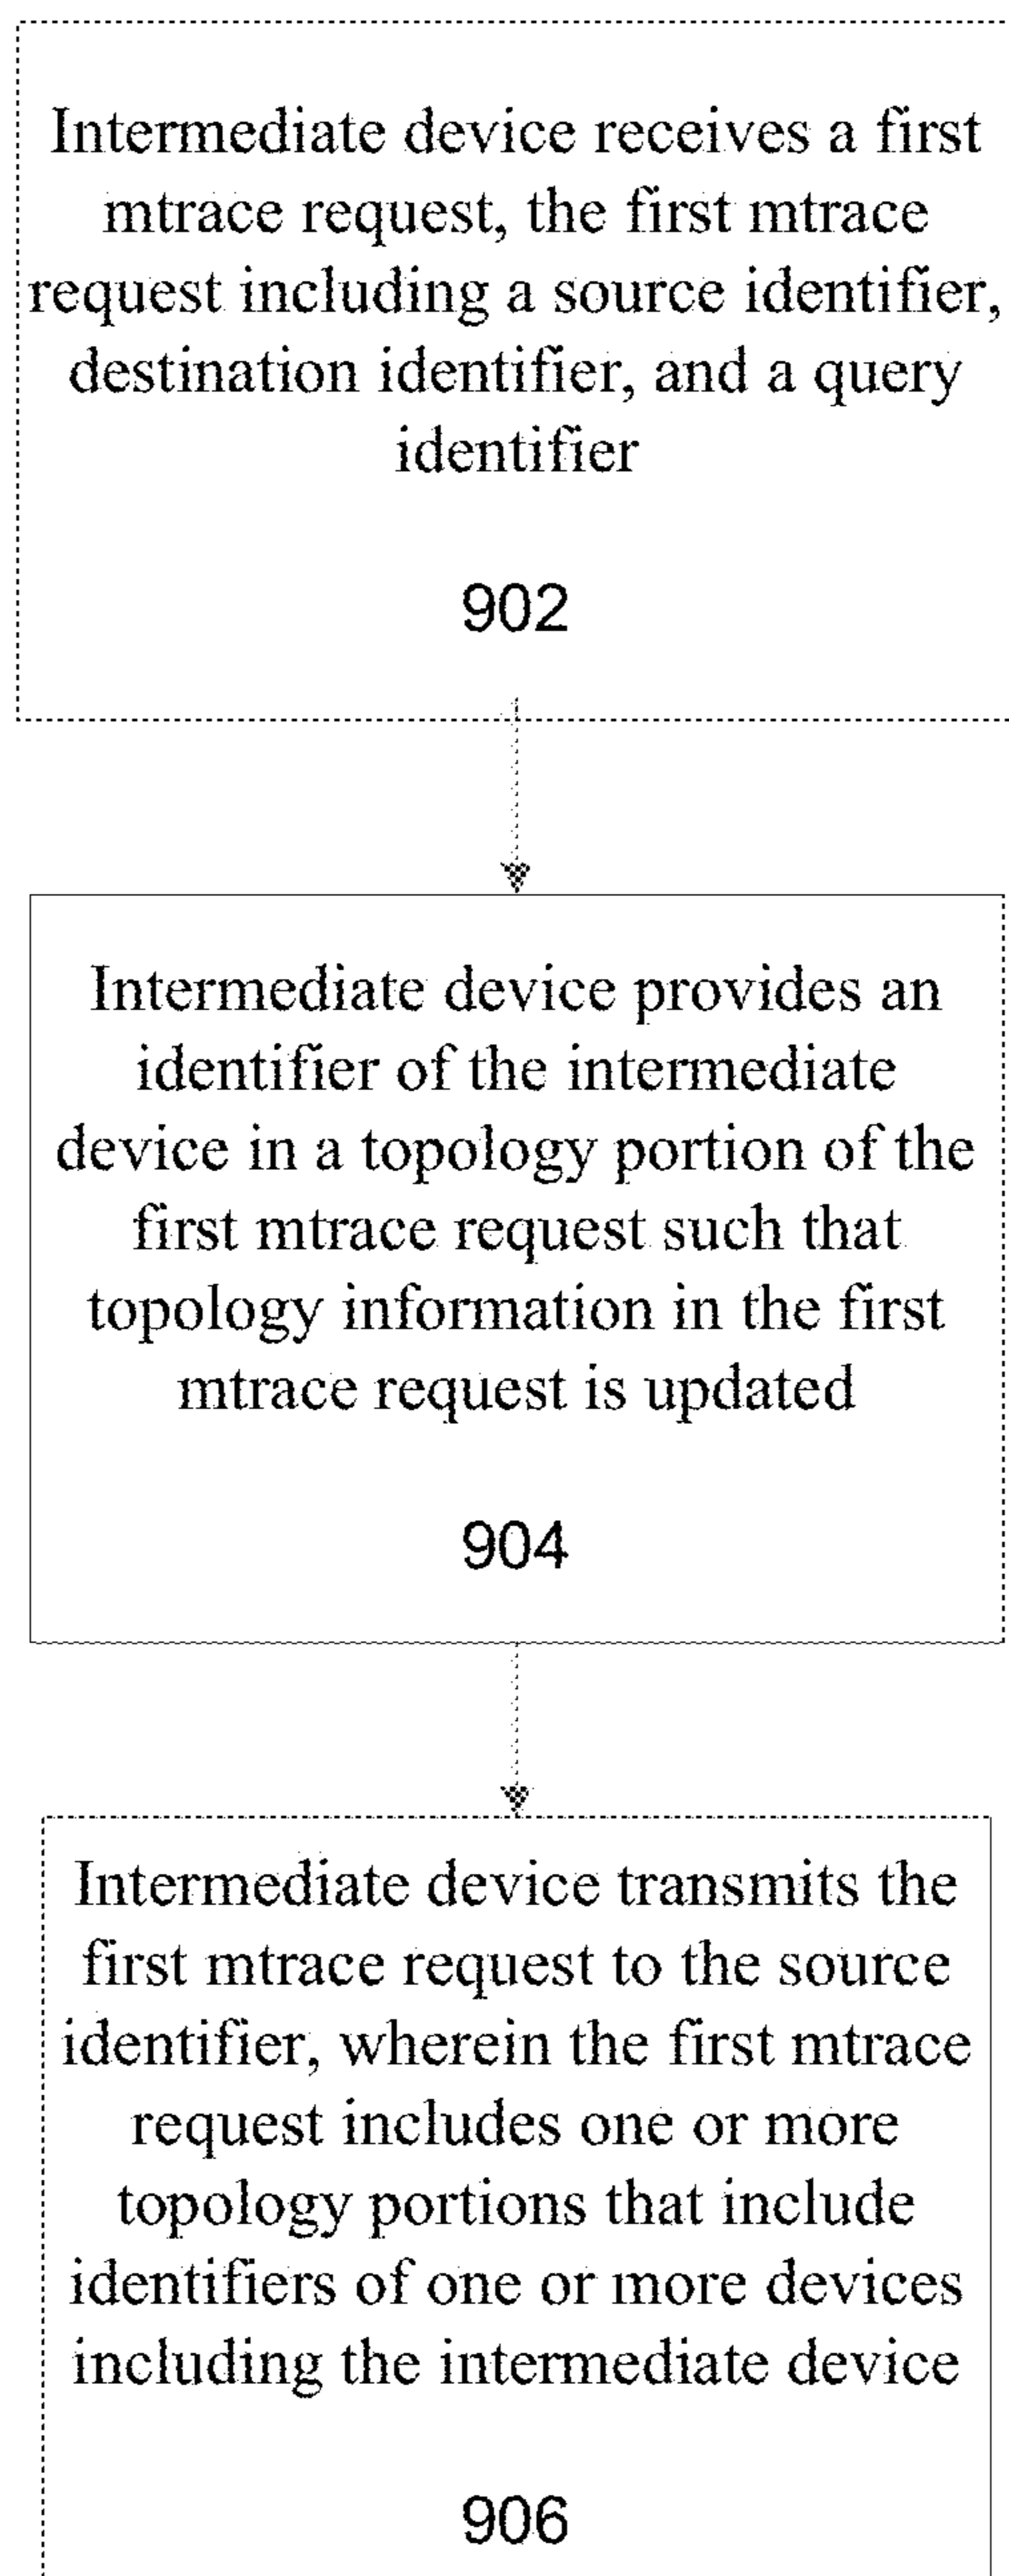 Intermediate device receives a first
mtrace request, the first mtrace
request including a source identifier,
destination identifier, and a query
identifier
902
Intermediate device provides an
identifier of the intermediate
device in a topology portion of the
first mtrace request such that
topology information in the first
mtrace request is updated
904
Intermediate device transmits the
first mtrace request to the source
identifier, wherein the first mtrace
request includes one or more
topology portions that include
identifiers of one or more devices
including the intermediate device
906